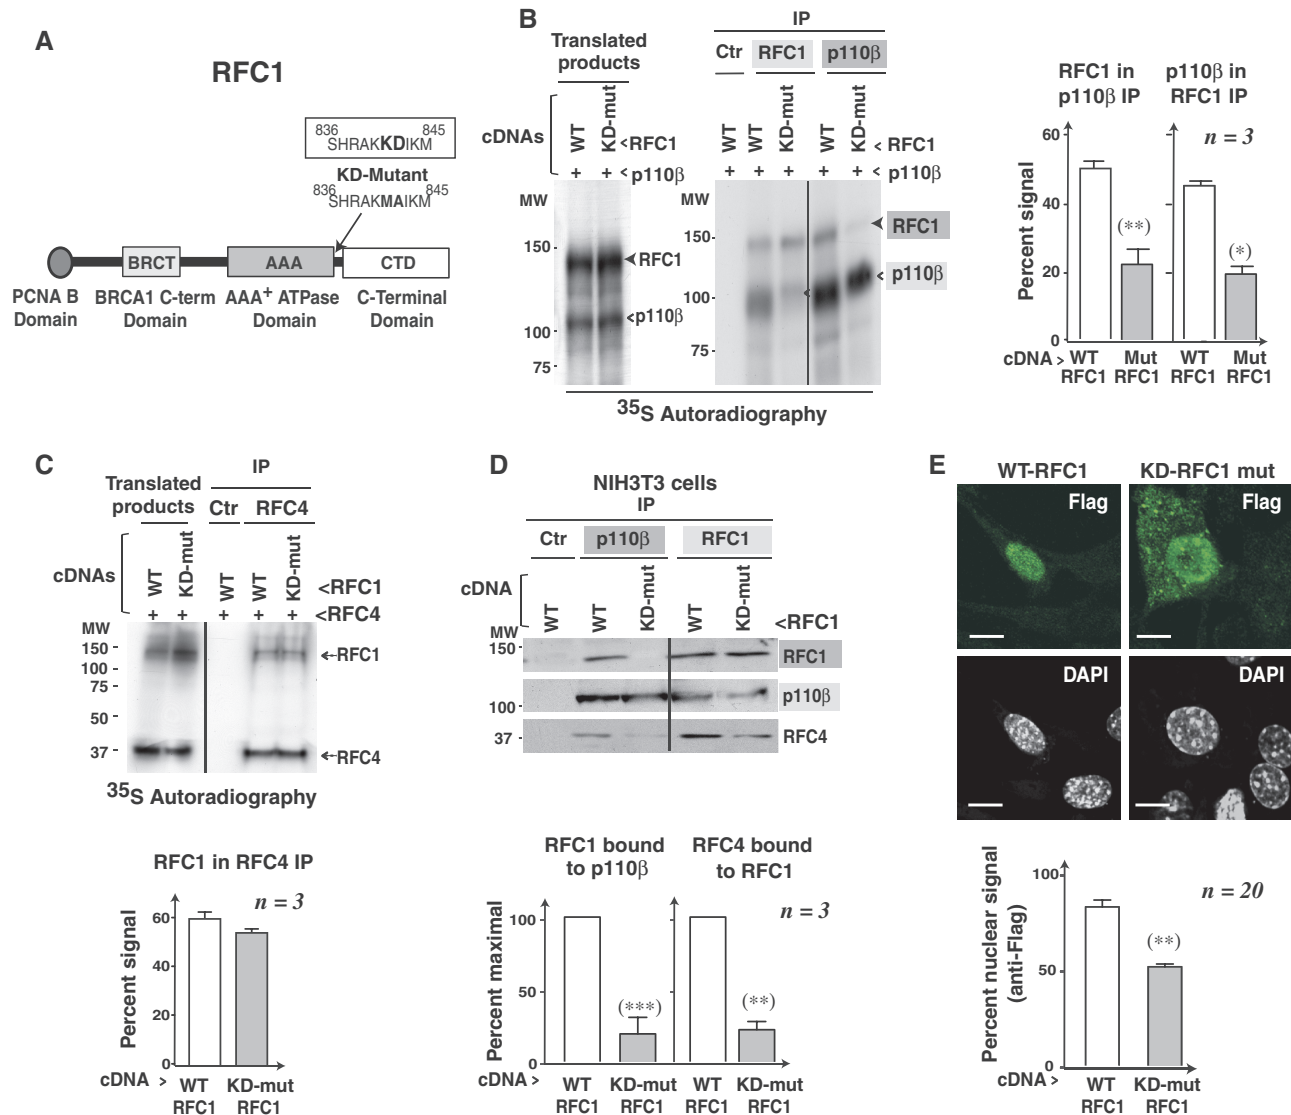 A
RFC1
836 845
SHRAKKDIKM
KD-Mutant
836 845
SHRAKMAIKM
BRCT AAA CTD
PCNA B Domain
BRCA1 C-term Domain
AAA+ ATPase Domain
C-Terminal Domain
B
Translated products
IP
Ctr RFC1 p110β
cDNAs
WT KD-mut <RFC1
+ + <p110β
WT WT KD-mut WT KD-mut < RFC1
+ + + + + <p110β
MW
150
100
75
RFC1
p110β
MW
150
100
75
RFC1
p110β
35S Autoradiography
RFC1 in p110β IP
p110β in RFC1 IP
n = 3
Percent signal
60
40
20
0
(**)
(*)
cDNA > WT RFC1 Mut RFC1 WT RFC1 Mut RFC1
C
Translated products
IP
Ctr RFC4
cDNAs
WT KD-mut WT WT KD-mut <RFC1
+ + + + + <RFC4
MW
150
100
75
50
37
RFC1
RFC4
35S Autoradiography
RFC1 in RFC4 IP
n = 3
Percent signal
60
40
20
0
cDNA > WT RFC1 KD-mut RFC1
D
NIH3T3 cells
IP
Ctr p110β RFC1
cDNA
WT WT KD-mut WT KD-mut <RFC1
MW
150
100
37
RFC1
p110β
RFC4
RFC1 bound to p110β
RFC4 bound to RFC1
n = 3
Percent maximal
100
50
0
(***)
(**)
cDNA > WT RFC1 KD-mut RFC1 WT RFC1 KD-mut RFC1
E
WT-RFC1 KD-RFC1 mut
Flag Flag
DAPI DAPI
Percent nuclear signal (anti-Flag)
100
50
0
n = 20
(**)
cDNA > WT RFC1 KD-mut RFC1